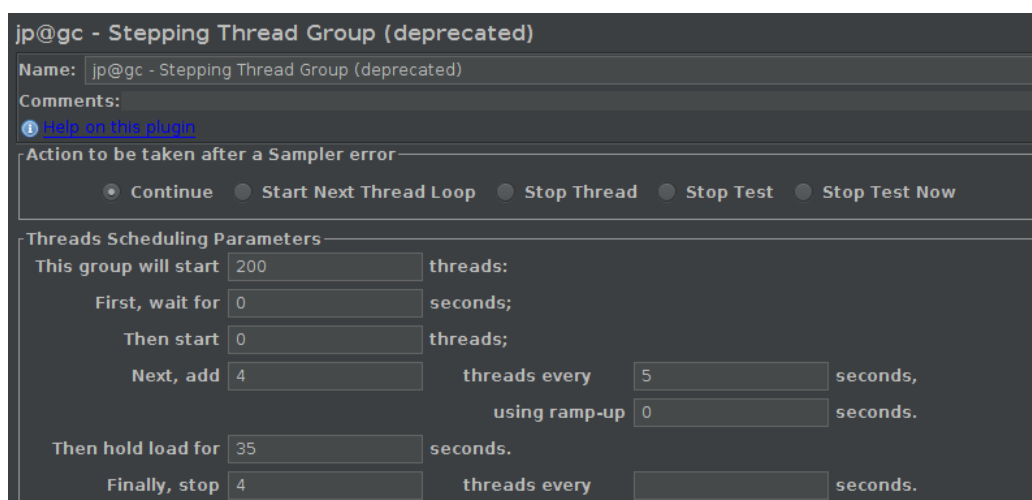 jp@gc - Stepping Thread Group (deprecated)
Name: jp@gc - Stepping Thread Group (deprecated)
Comments:
Help on this plugin
Action to be taken after a Sampler error
Continue Start Next Thread Loop Stop Thread Stop Test Stop Test Now
Threads Scheduling Parameters
This group will start 200 threads:
First, wait for 0 seconds;
Then start 0 threads;
Next, add 4 threads every 5 seconds,
using ramp-up 0 seconds.
Then hold load for 35 seconds.
Finally, stop 4 threads every seconds.